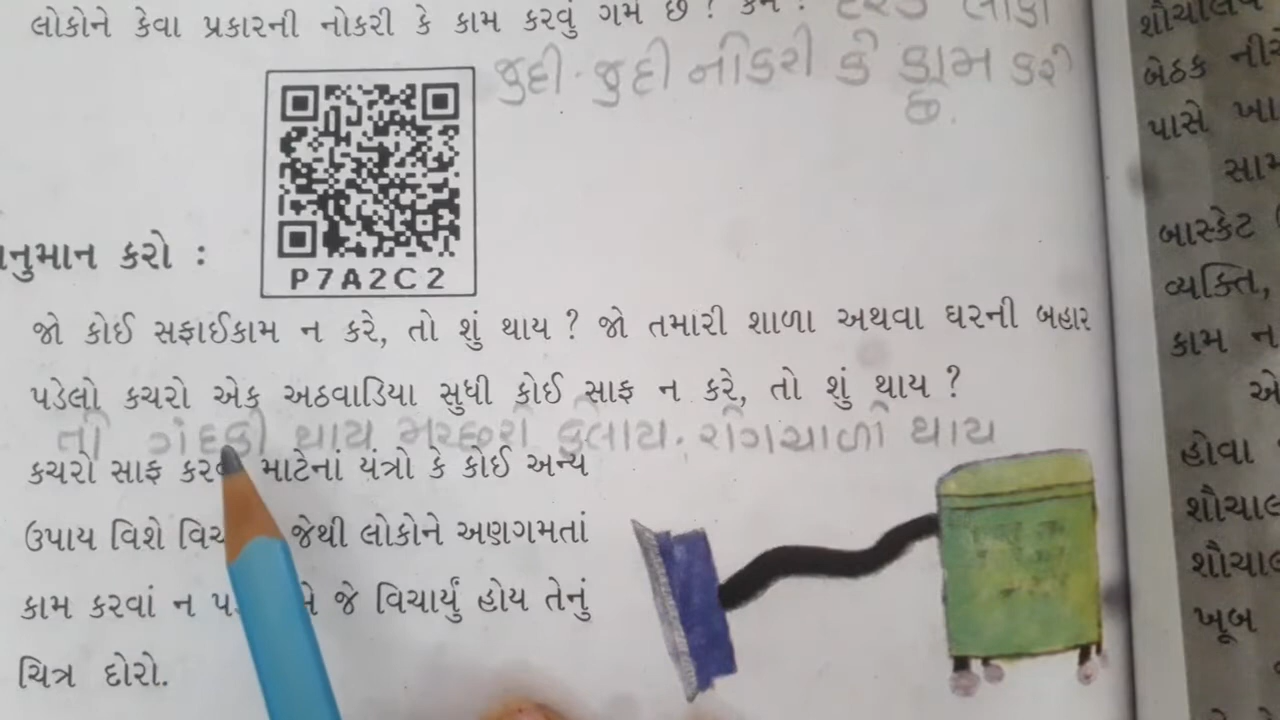 લોકોને કેવા પ્રકારની નોકરી કે કામ કરવું ગમે છે ? કેમ ? દરેક લોકો
જુદી. જુદી નોકરી કે કામ કરે
છે.
P7A2C2
અનુમાન કરો :
જો કોઈ સફાઈકામ ન કરે, તો શું થાય ? જો તમારી શાળા અથવા ઘરની બહાર
પડેલો કચરો એક અઠવાડિયા સુધી કોઈ સાફ ન કરે, તો શું થાય ?
તો ગંદકી થાય મચ્છરો ફેલાય. રોગચાળો થાય
કચરો સાફ માટેનાં યંત્રો કે કોઈ અન્ય
ઉપાય વિશે જેથી લોકોને અણગમતાં
કામ કરવાં ન જે વિચાર્યું હોય તેનું
ચિત્ર દોરો.
બેઠક
પાસે
બાસ્કેટ
વ્યક્તિ,
કામ ન
હોવા
ખૂબ